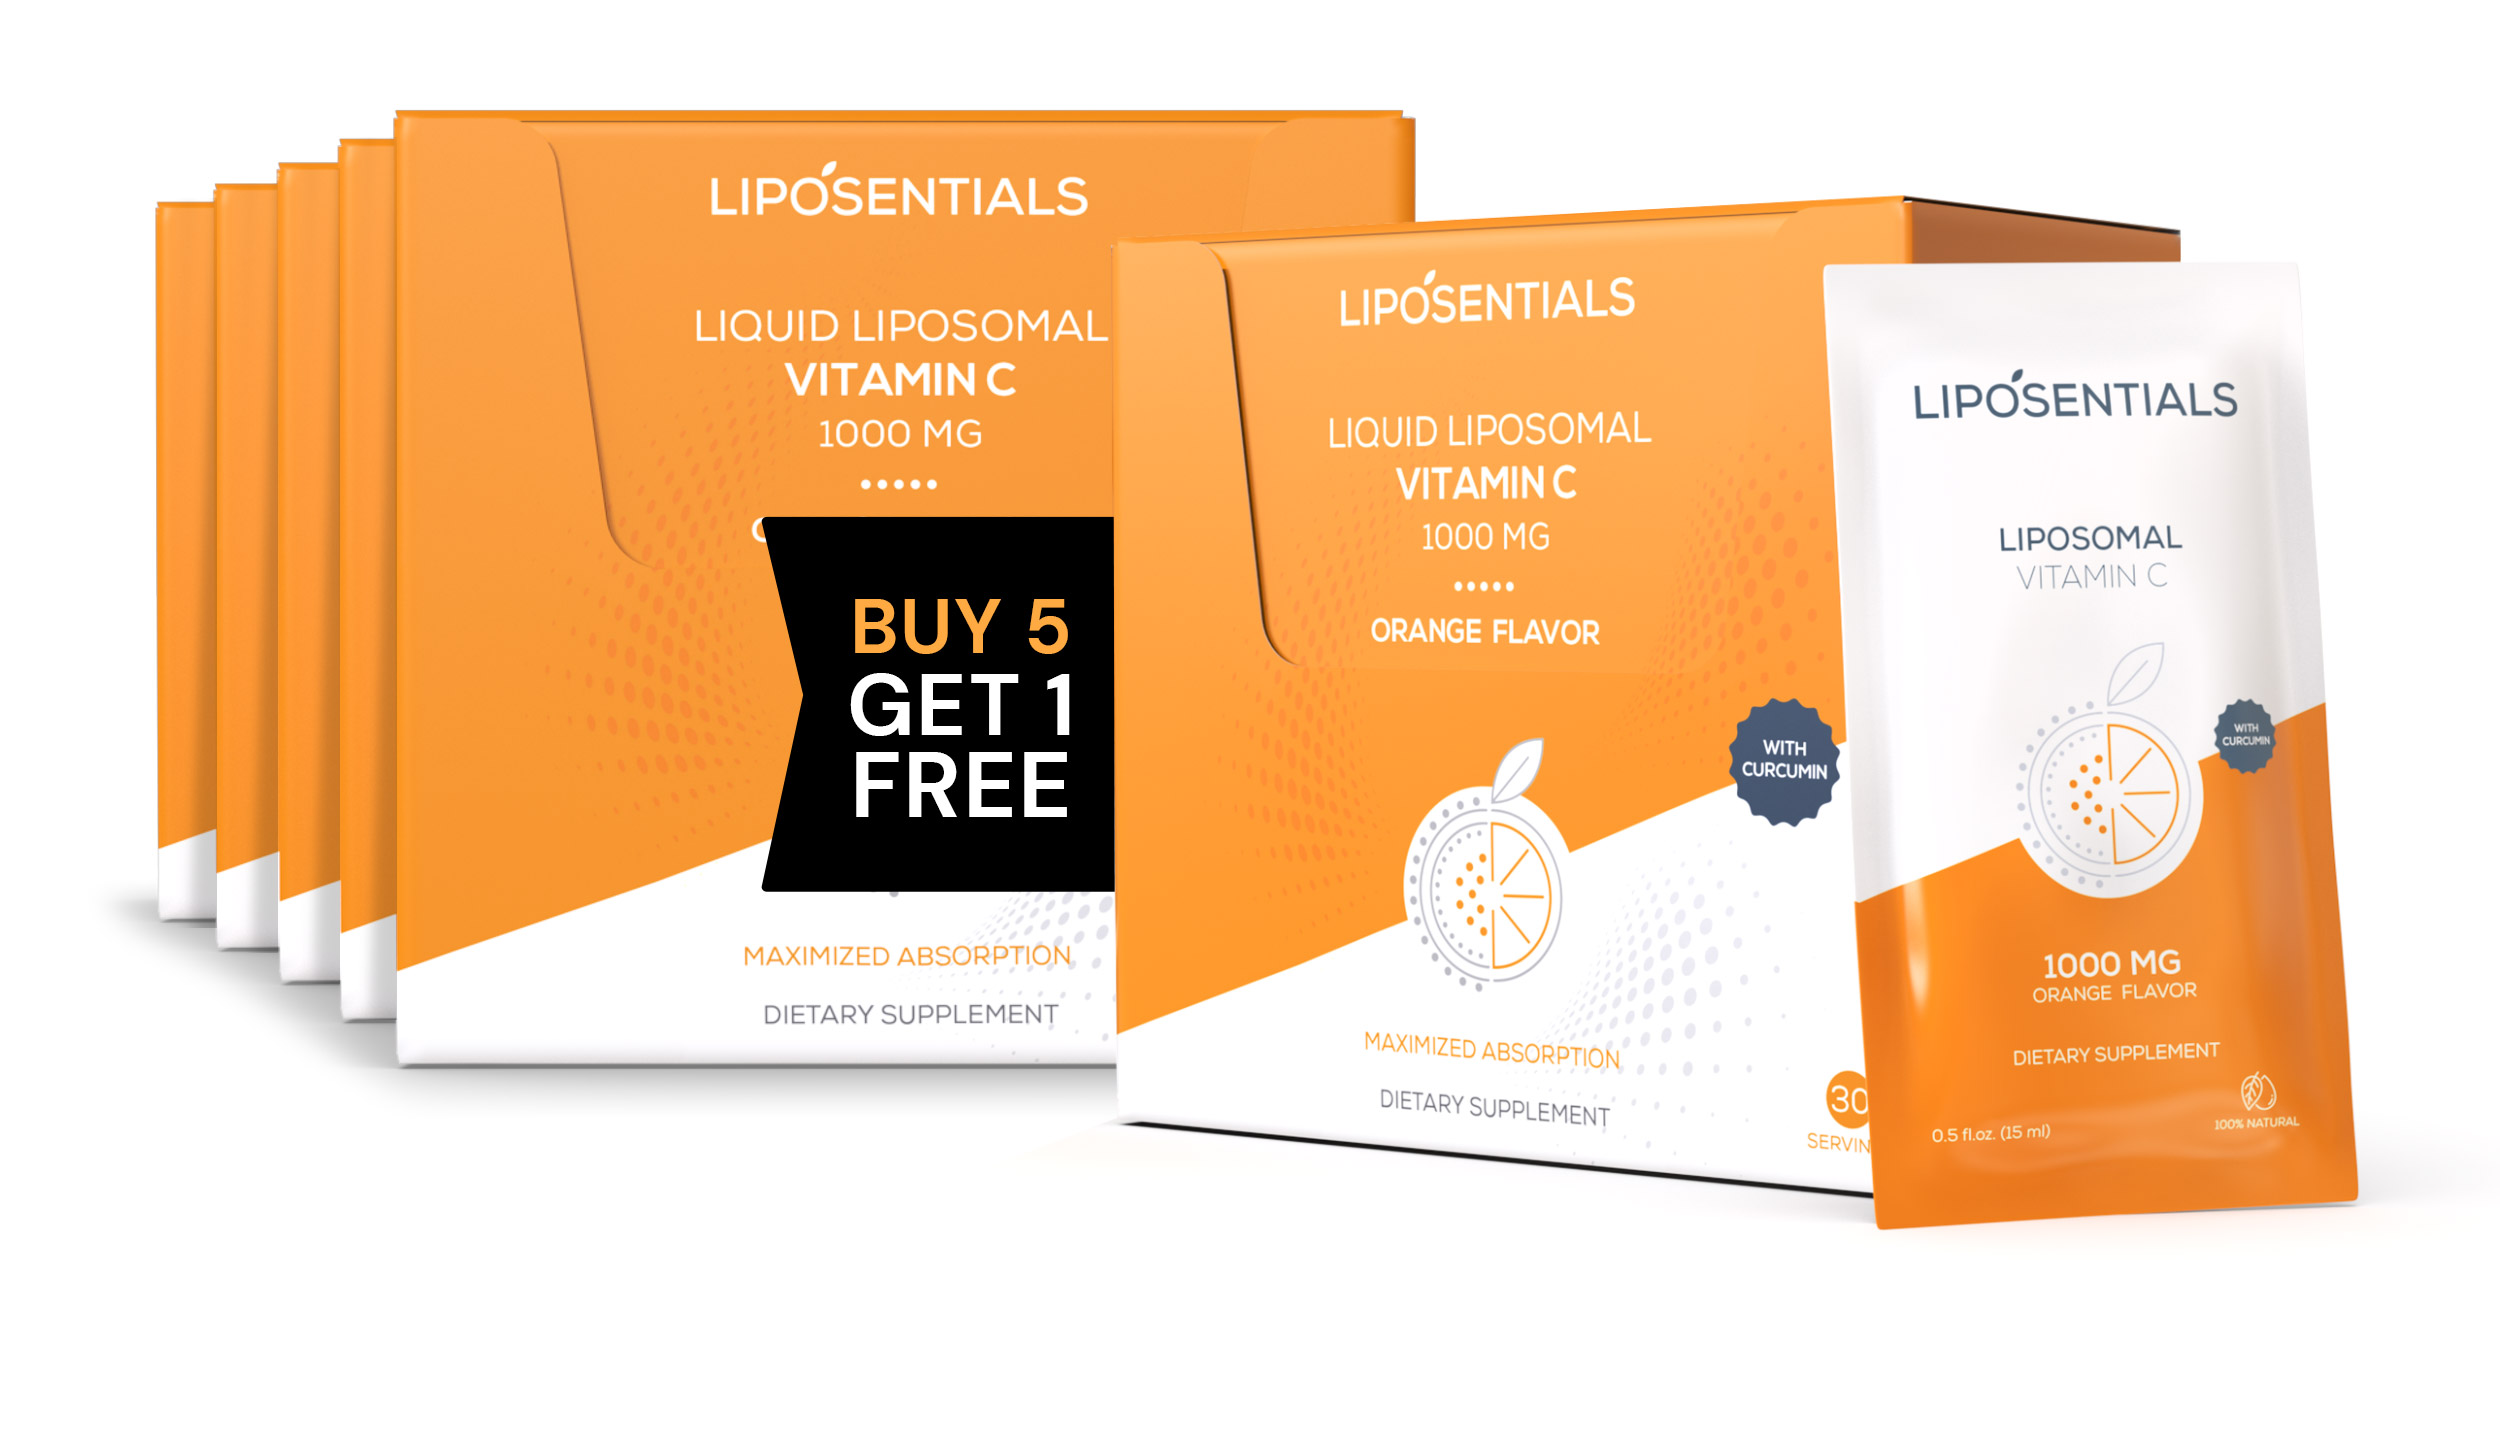 LIPOSENTIALS
LIQUID LIPOSOMAL
VITAMIN C
1000 MG
BUY 5
GET 1
FREE
MAXIMIZED ABSORPTION
DIETARY SUPPLEMENT
LIPOSENTIALS
LIQUID LIPOSOMAL
VITAMIN C
1000 MG
ORANGE FLAVOR
WITH
CURCUMIN
MAXIMIZED ABSORPTION
DIETARY SUPPLEMENT
30
SERVIN
LIPOSENTIALS
LIPOSOMAL
VITAMIN C
WITH
CURCUMIN
1000 MG
ORANGE FLAVOR
DIETARY SUPPLEMENT
0.5 fl.oz. (15 ml)
100% NATURAL